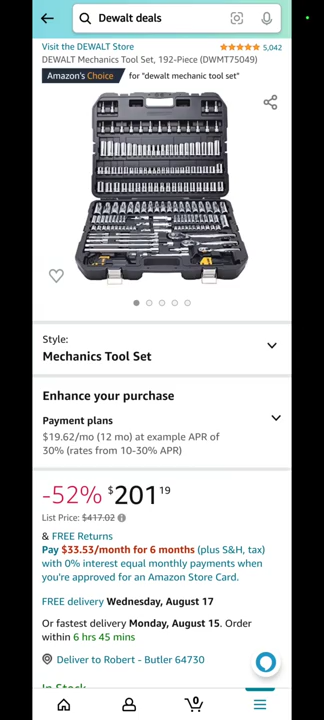 Dewalt deals
Visit the DEWALT Store
5,042
DEWALT Mechanics Tool Set, 192-Piece (DWMT75049)
Amazon's Choice for "dewalt mechanic tool set"
Style:
Mechanics Tool Set
Enhance your purchase
Payment plans
$19.62/mo (12 mo) at example APR of
30% (rates from 10-30% APR)
-52% $201 19
List Price: $417.02
& FREE Returns
Pay $33.53/month for 6 months (plus S&H, tax)
with 0% interest equal monthly payments when
you're approved for an Amazon Store Card.
FREE delivery Wednesday, August 17
Or fastest delivery Monday, August 15. Order
within 6 hrs 45 mins
Deliver to Robert - Butler 64730
In Stock
0